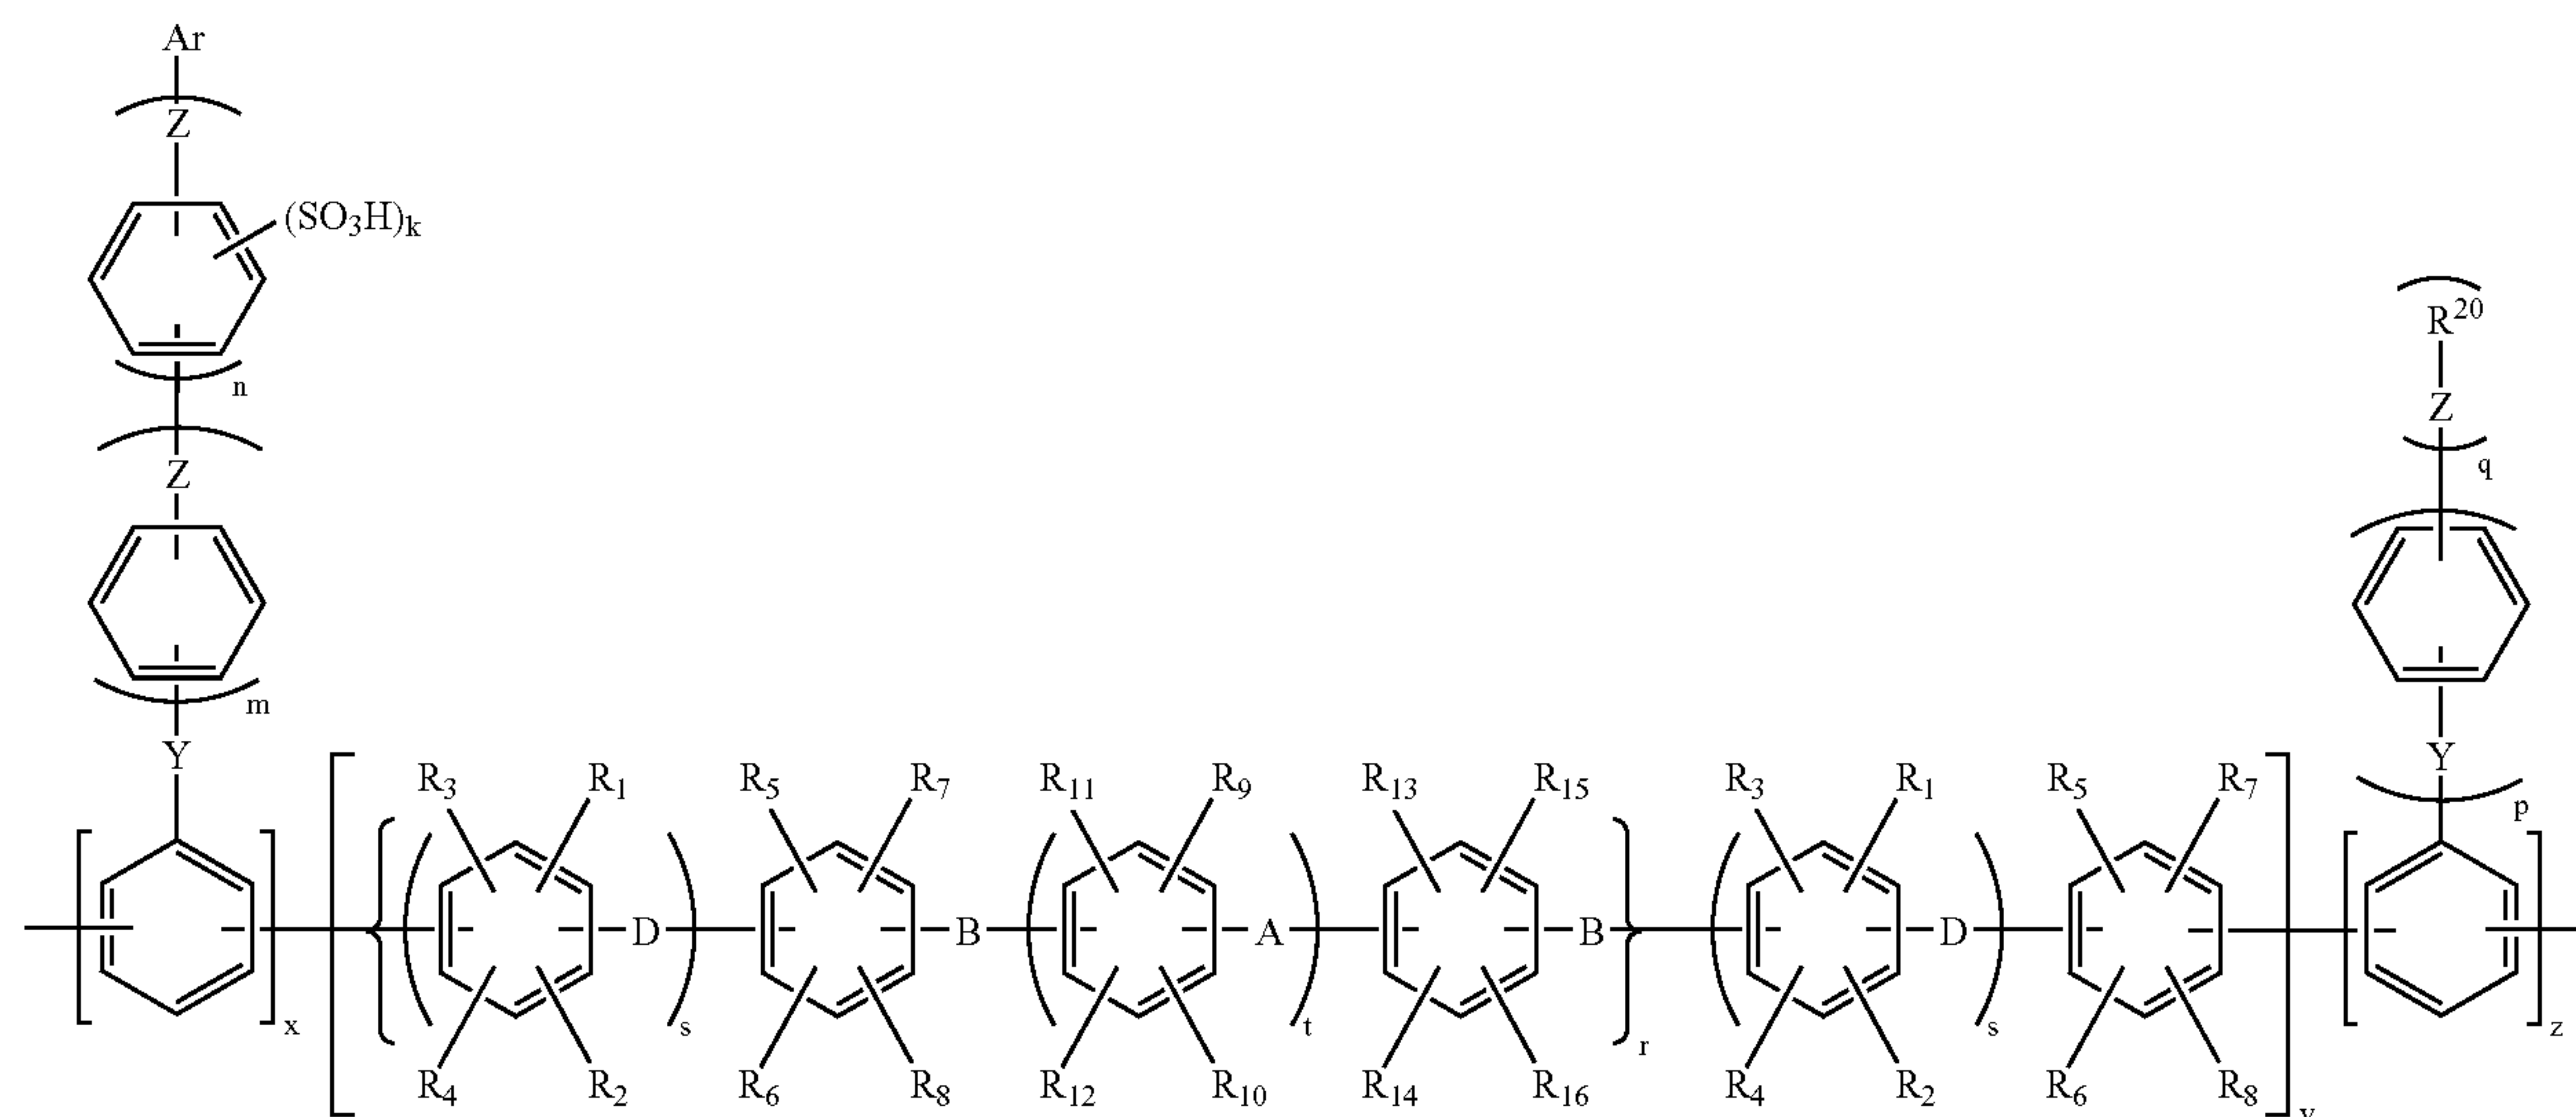 Ar
Z
(SO₃H)ₖ
n
R²⁰
Z
Z
q
m
p
Y
Y
R₃ R₁ R₅ R₇ R₁₁ R₉ R₁₃ R₁₅ R₃ R₁ R₅ R₇
D B A B D
x s t r s y z
R₄ R₂ R₆ R₈ R₁₂ R₁₀ R₁₄ R₁₆ R₄ R₂ R₆ R₈